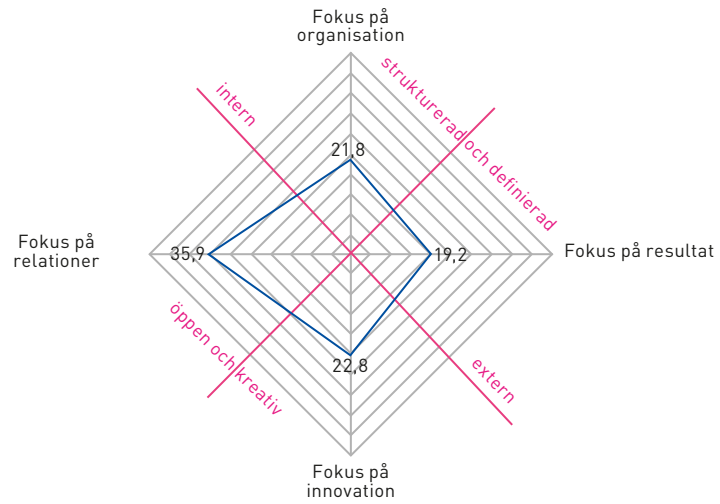 Fokus på
organisation
intern
strukturerad och definierad
21,8
Fokus på
relationer
35,9
19,2
Fokus på resultat
öppen och kreativ
22,8
extern
Fokus på
innovation